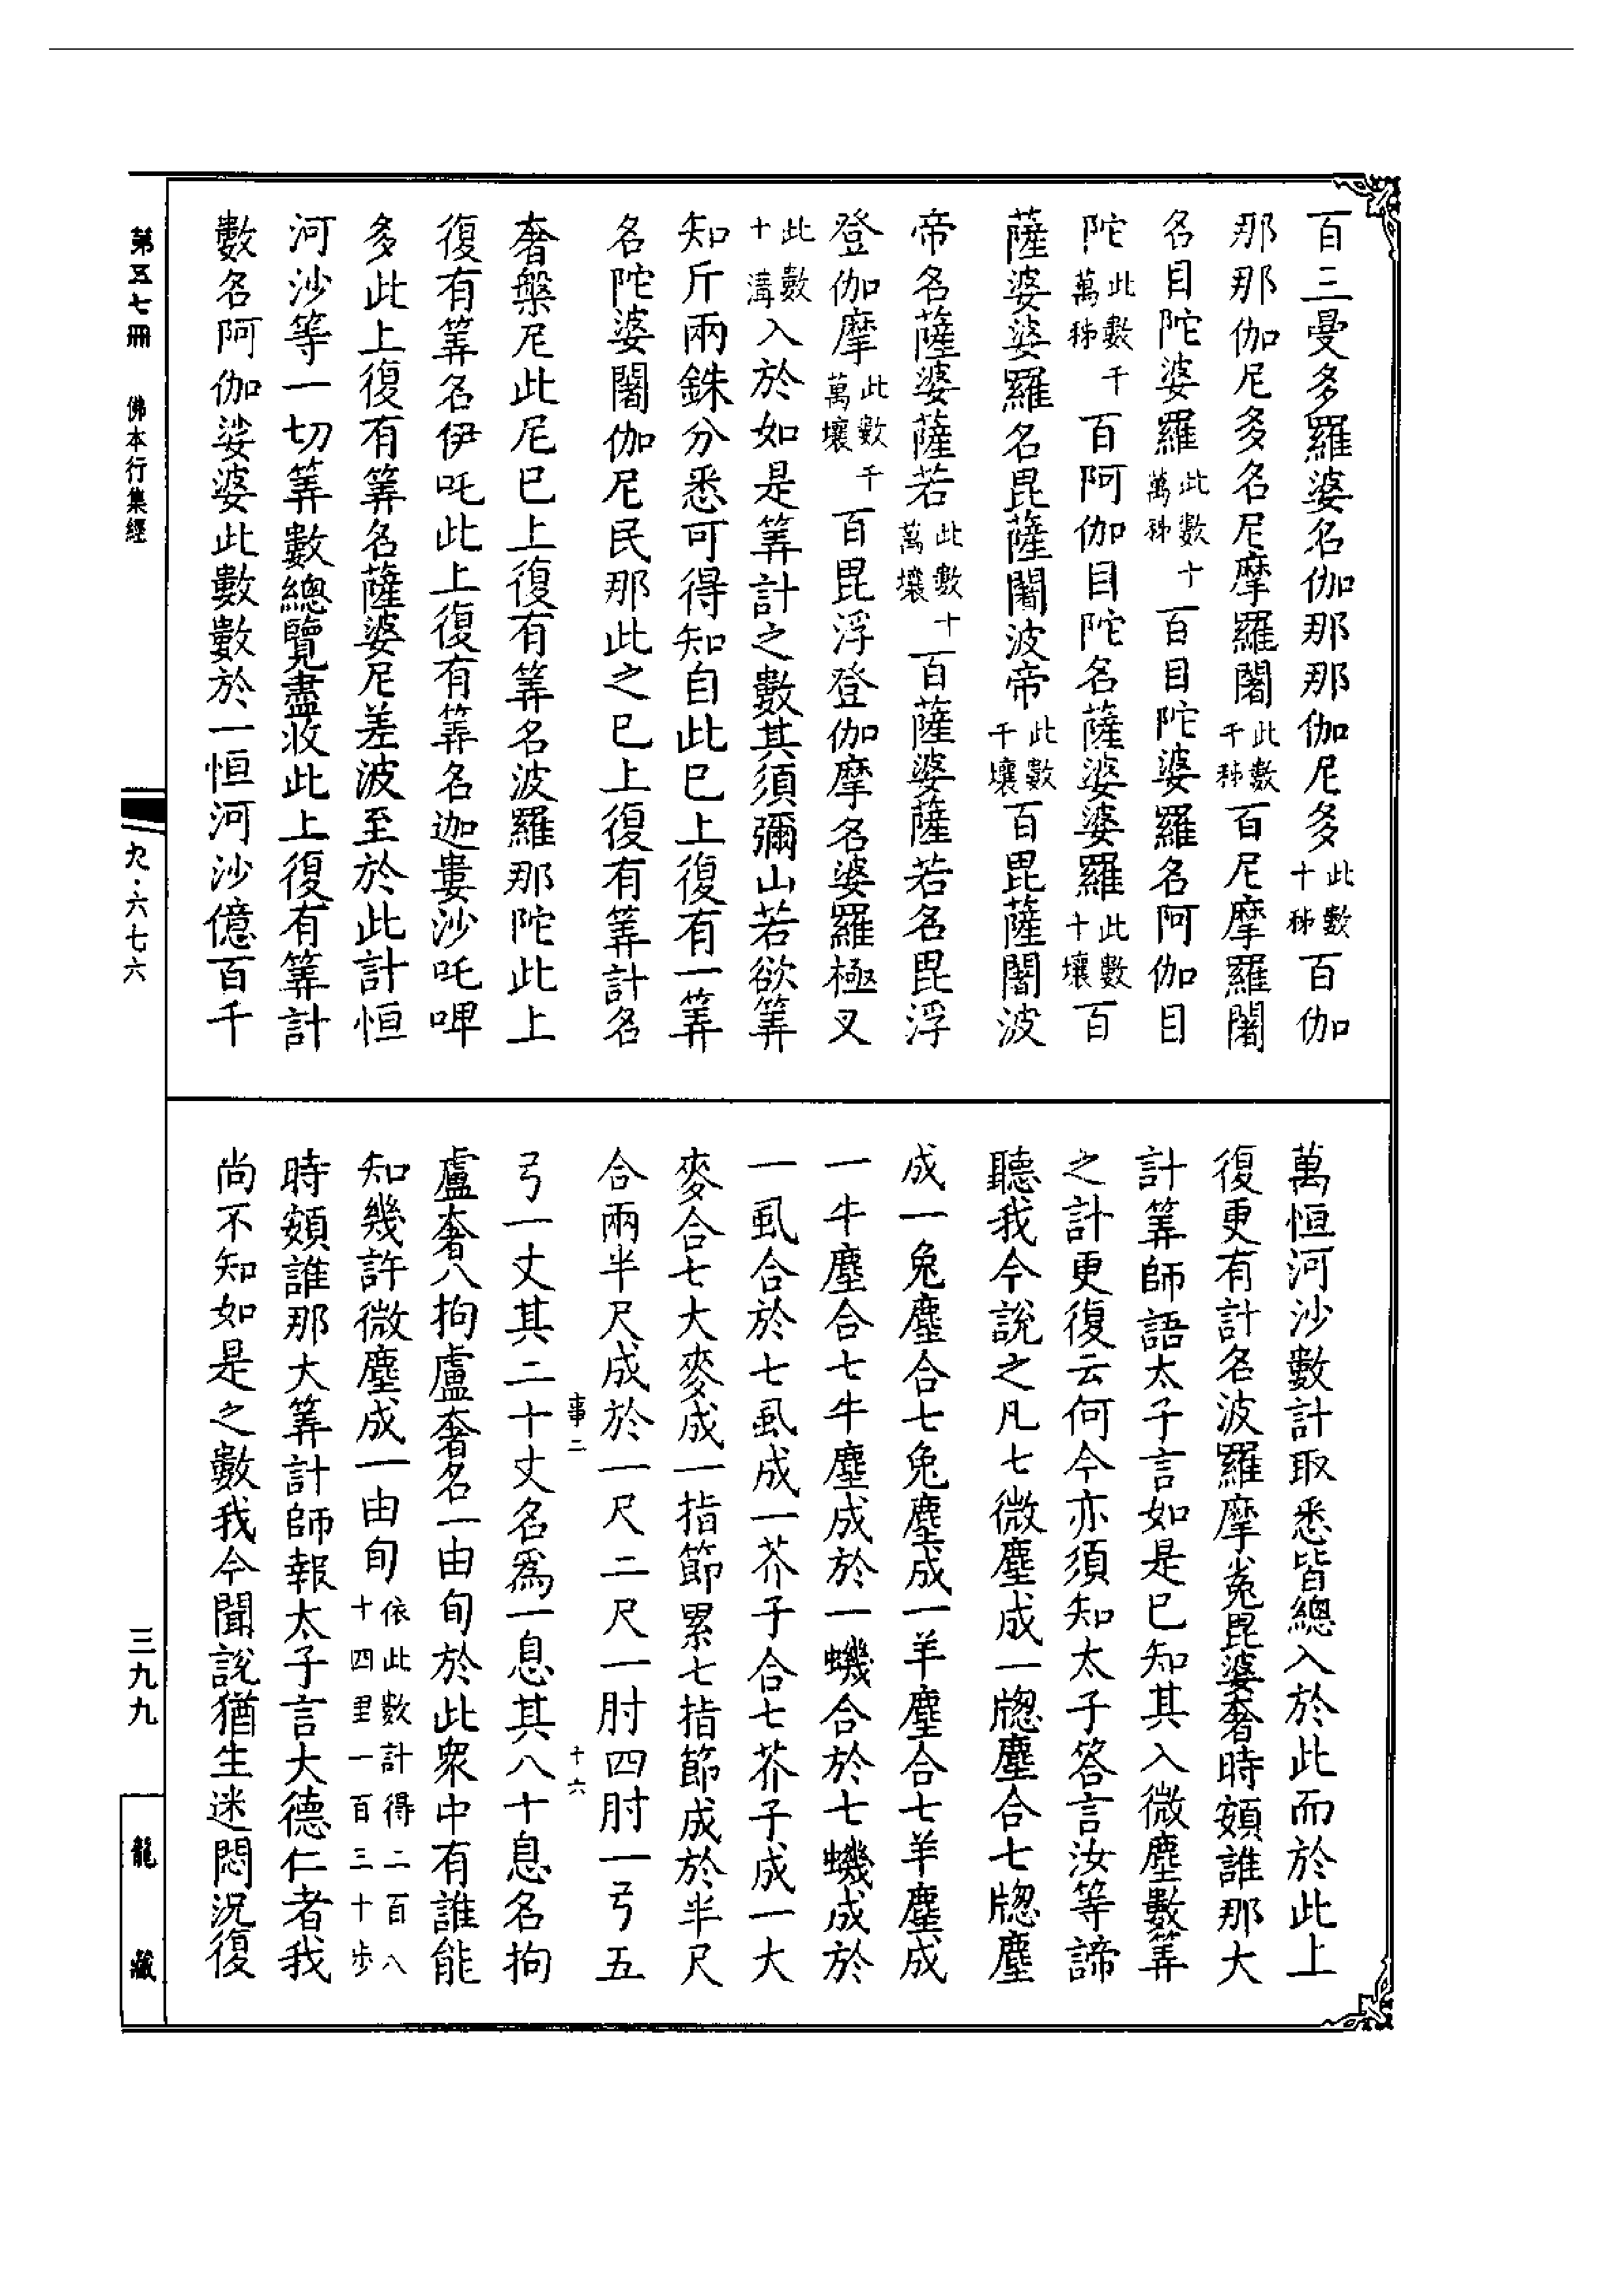 百三曼多羅婆名伽那那伽尼多此數十秭百伽
那那伽尼多名尼摩羅闍此數千秭百尼摩羅闍
名目陀婆羅此數十萬秭百目陀婆羅名阿伽目
陀此數千萬秭百阿伽目陀名薩婆婆羅此數十壤百
薩婆婆羅名毘薩闍波帝此數千壤百毘薩闍波
帝名薩婆薩若此數十萬壤百薩婆薩若名毘浮
登伽摩此數千萬壤百毘浮登伽摩名婆羅極叉
此數十溝入於如是筭計之數其須彌山若欲筭
知斤兩銖分悉可得知自此已上復有一筭
名陀婆闍伽尼民那此之已上復有筭計名
奢槃尼此尼已上復有筭名波羅那陀此上
復有筭名伊吒此上復有筭名迦婁沙吒啤
多此上復有筭名薩婆尼差波至於此計恒
河沙等一切筭數總覽盡收此上復有筭計
數名阿伽娑婆此數數於一恒河沙億百千
萬恒河沙數計取悉皆總入於此而於此上
復更有計名波羅摩㝹毘婆奢時頞誰那大
計筭師語太子言如是已知其入微塵數筭
之計更復云何今亦須知太子答言汝等諦
聽我今說之凡七微塵成一牎塵合七牎塵
成一兔塵合七兔塵成一羊塵合七羊塵成
一牛塵合七牛塵成於一蟣合於七蟣成於
一虱合於七虱成一芥子合七芥子成一大
麥合七大麥成一指節累七指節成於半尺
合兩半尺成於一尺二尺一肘四肘一弓五
事二 十六
弓一丈其二十丈名爲一息其八十息名拘
盧奢八拘盧奢名一由旬於此衆中有誰能
知幾許微塵成一由旬依此數計得二百八十四里一百三十步
時頞誰那大筭計師報太子言大德仁者我
尚不知如是之數我今聞說猶生迷悶況復
第五七冊 佛本行集經 九·六七六 三九九 龍藏